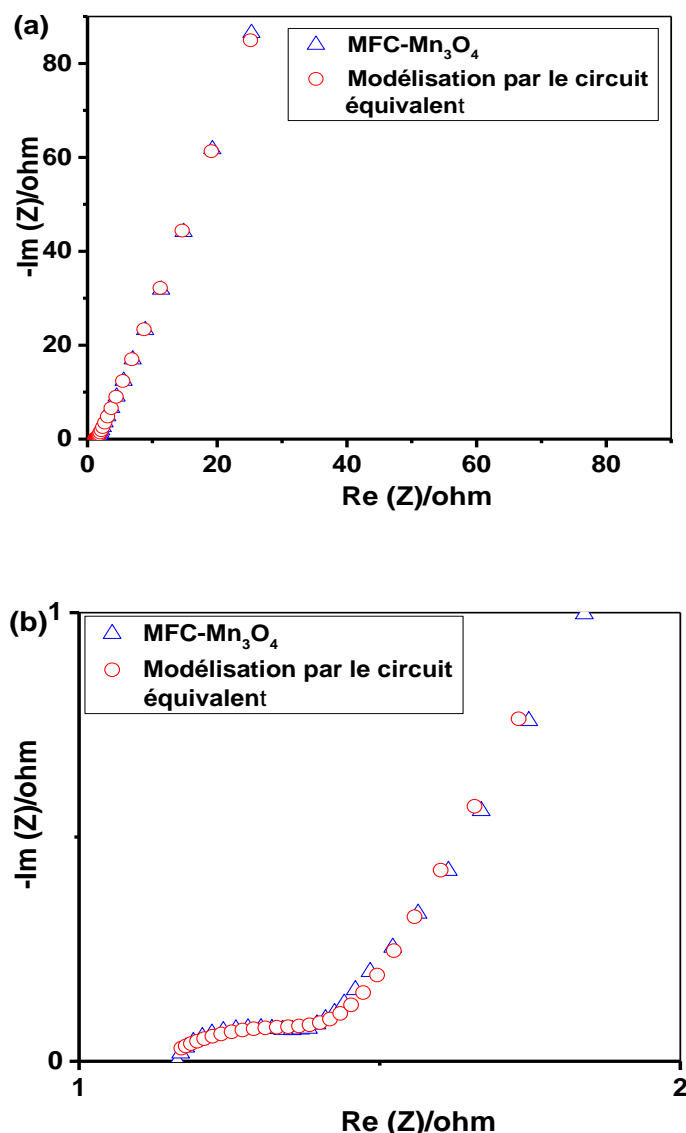 (a)
MFC-Mn₃O₄
Modélisation par le circuit
équivalent
80
60
40
20
0
-Im (Z)/ohm
0 20 40 60 80
Re (Z)/ohm
(b)
1
MFC-Mn₃O₄
Modélisation par le circuit
équivalent
-Im (Z)/ohm
0
1 2
Re (Z)/ohm